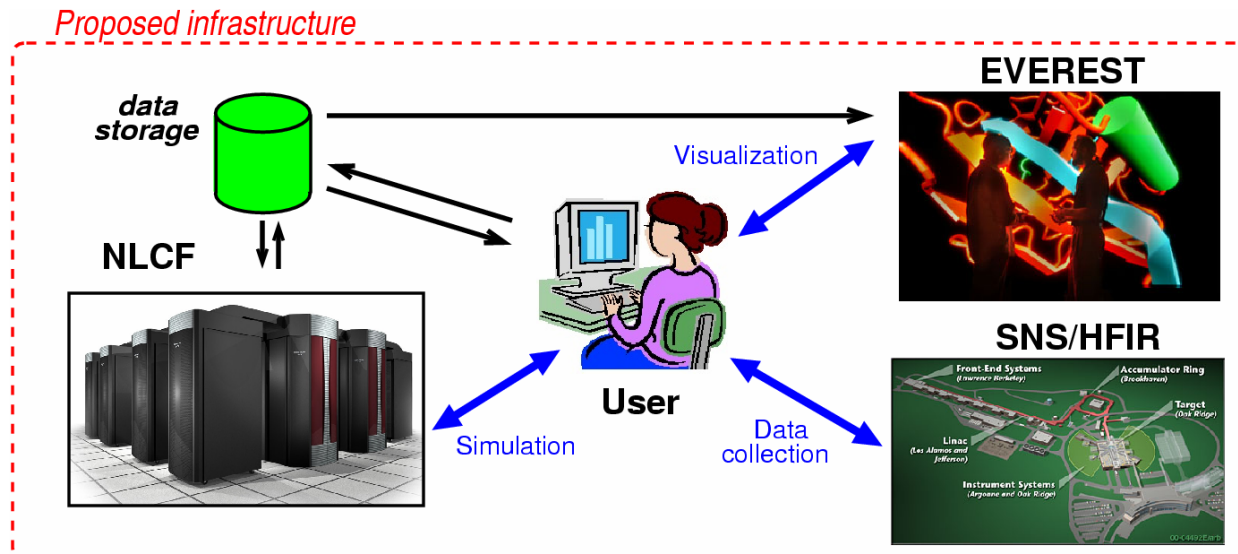 Proposed infrastructure
data
storage
EVEREST
Visualization
NLCF
SNS/HFIR
User
Simulation
Data
collection
Front-End Systems
(Lawrence Berkeley)
Accumulator Ring
(Brookhaven)
Target
(Oak Ridge)
Linac
(Los Alamos and
Jefferson)
Instrument Systems
(Argonne and Oak Ridge)